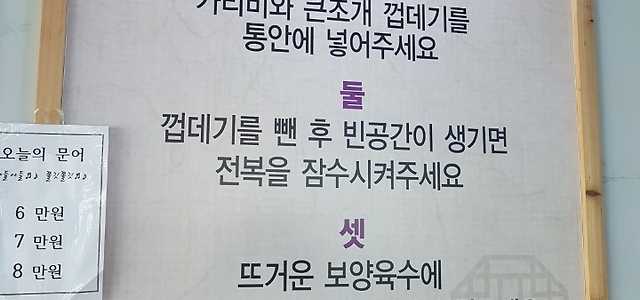 가리비와 큰조개 껍데기를
통안에 넣어주세요
둘
껍데기를 뺀 후 빈공간이 생기면
전복을 잠수시켜주세요
셋
뜨거운 보양육수에
오늘의 문어
6 만원
7 만원
8 만원